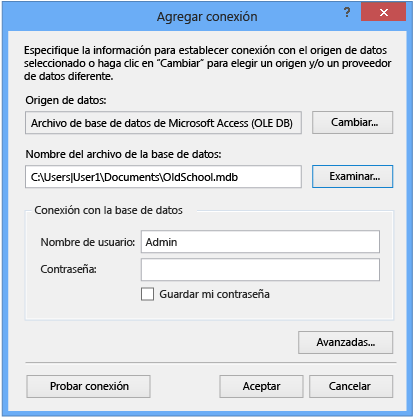 Agregar conexión
?
Especifique la información para establecer conexión con el origen de datos
seleccionado o haga clic en “Cambiar” para elegir un origen y/o un proveedor
de datos diferente.
Origen de datos:
Archivo de base de datos de Microsoft Access (OLE DB)
Cambiar...
Nombre del archivo de la base de datos:
C:\Users|User1\Documents\OldSchool.mdb
Examinar...
Conexión con la base de datos
Nombre de usuario: Admin
Contraseña:
Guardar mi contraseña
Avanzadas...
Probar conexión
Aceptar
Cancelar